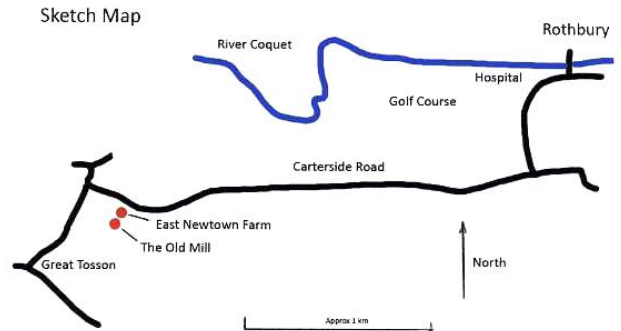 Sketch Map
Rothbury
River Coquet
Hospital
Golf Course
Carterside Road
East Newtown Farm
The Old Mill
Great Tosson
North
Approx 1 km